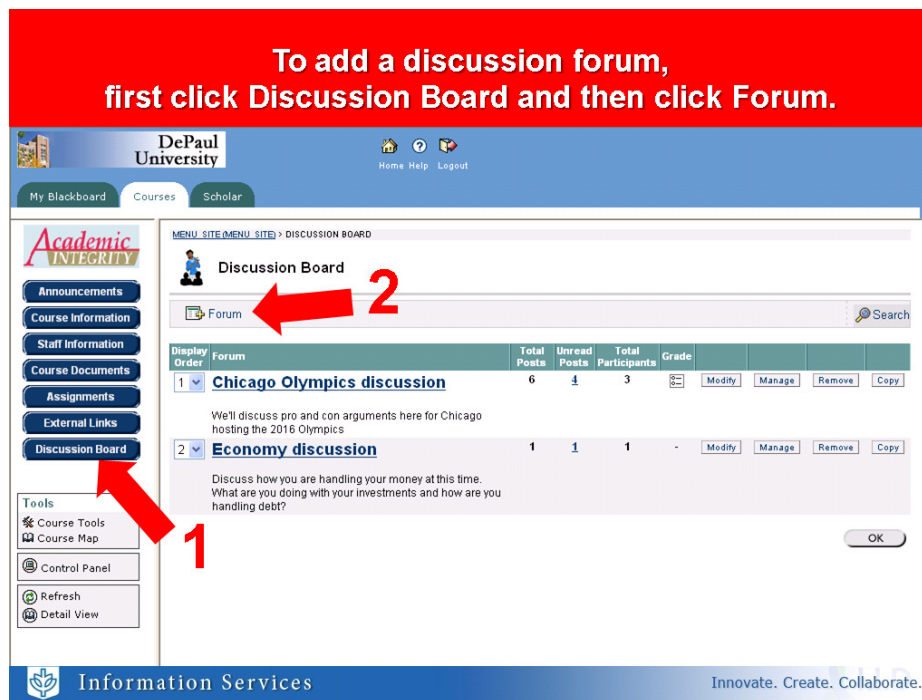 To add a discussion forum,
first click Discussion Board and then click Forum.
DePaul
University
Home Help Logout
My Blackboard Courses Scholar
Academic
INTEGRITY
MENU SITE (MENU SITE) > DISCUSSION BOARD
Discussion Board
2
Forum
Search
Announcements
Course Information
Staff Information
Course Documents
Assignments
External Links
Discussion Board
Display Order Forum Total Posts Unread Posts Total Participants Grade
1 Chicago Olympics discussion 6 4 3 Modify Manage Remove Copy
We'll discuss pro and con arguments here for Chicago
hosting the 2016 Olympics
2 Economy discussion 1 1 1 - Modify Manage Remove Copy
Discuss how you are handling your money at this time.
What are you doing with your investments and how are you
handling debt?
OK
1
Tools
Course Tools
Course Map
Control Panel
Refresh
Detail View
Information Services
Innovate. Create. Collaborate.